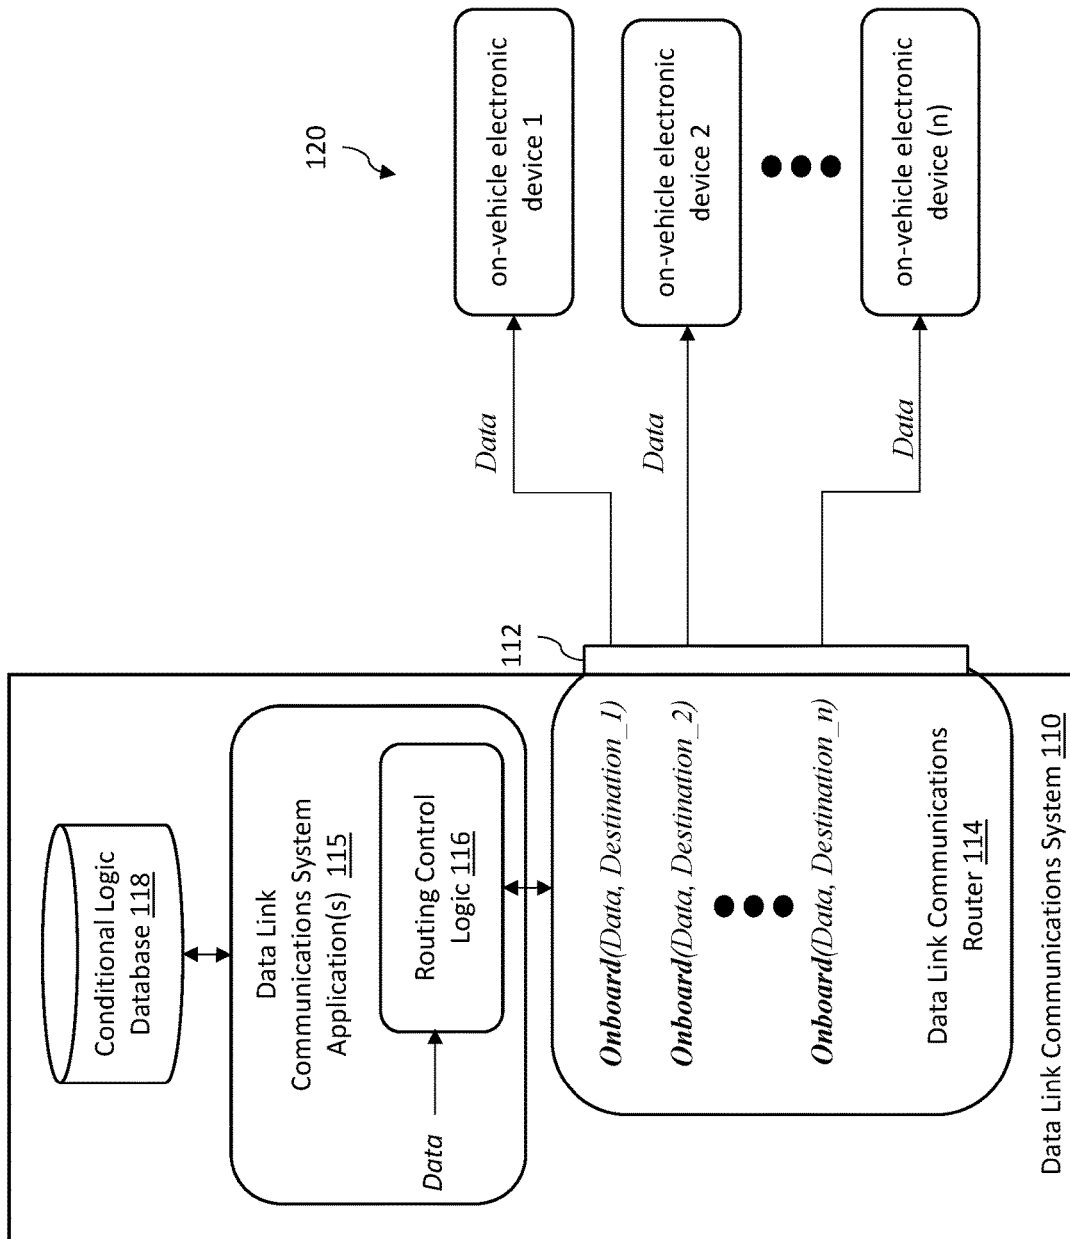 Conditional Logic
Database 118
Data Link
Communications System
Application(s) 115
Routing Control
Logic 116
Data
Onboard(Data, Destination_1)
Onboard(Data, Destination_2)
Onboard(Data, Destination_n)
Data Link Communications
Router 114
Data Link Communications System 110
112
Data
Data
Data
120
on-vehicle electronic
device 1
on-vehicle electronic
device 2
on-vehicle electronic
device (n)